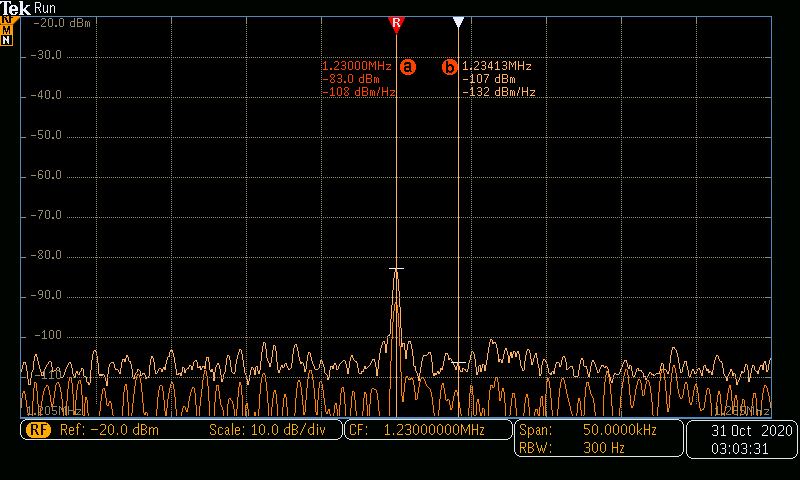 Tek Run
R
M
N
-20.0 dBm
R
-30.0
1.23000MHz a
-83.0 dBm
-108 dBm/Hz
b 1.23413MHz
-107 dBm
-132 dBm/Hz
-40.0
-50.0
-60.0
-70.0
-80.0
-90.0
-100
-110
1.205MHz
RF Ref: -20.0 dBm Scale: 10.0 dB/div
CF: 1.23000000MHz
Span: 50.0000kHz
RBW: 300 Hz
31 Oct 2020
03:03:31